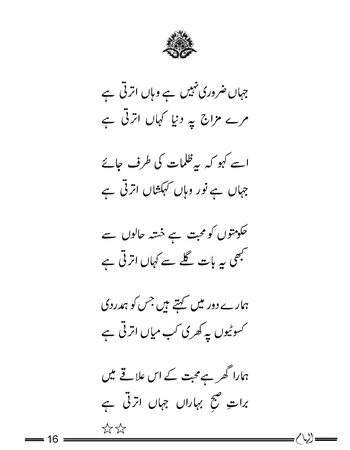 جہاں ضروری نہیں ہے وہاں اترتی ہے
مرے مزاج پہ دنیا کہاں اترتی ہے
اسے کہو کہ یہ ظلمات کی طرف جائے
جہاں ہے نور وہاں کہکشاں اترتی ہے
حکومتوں کو محبت ہے خستہ حالوں سے
کبھی یہ بات گلے سے کہاں اترتی ہے
ہمارے دور میں کہتے ہیں جس کو ہمدردی
کسوٹیوں پہ کھری کب میاں اترتی ہے
ہمارا گھر ہے محبت کے اس علاقے میں
براتِ صبحِ بہاراں جہاں اترتی ہے
☆☆
16